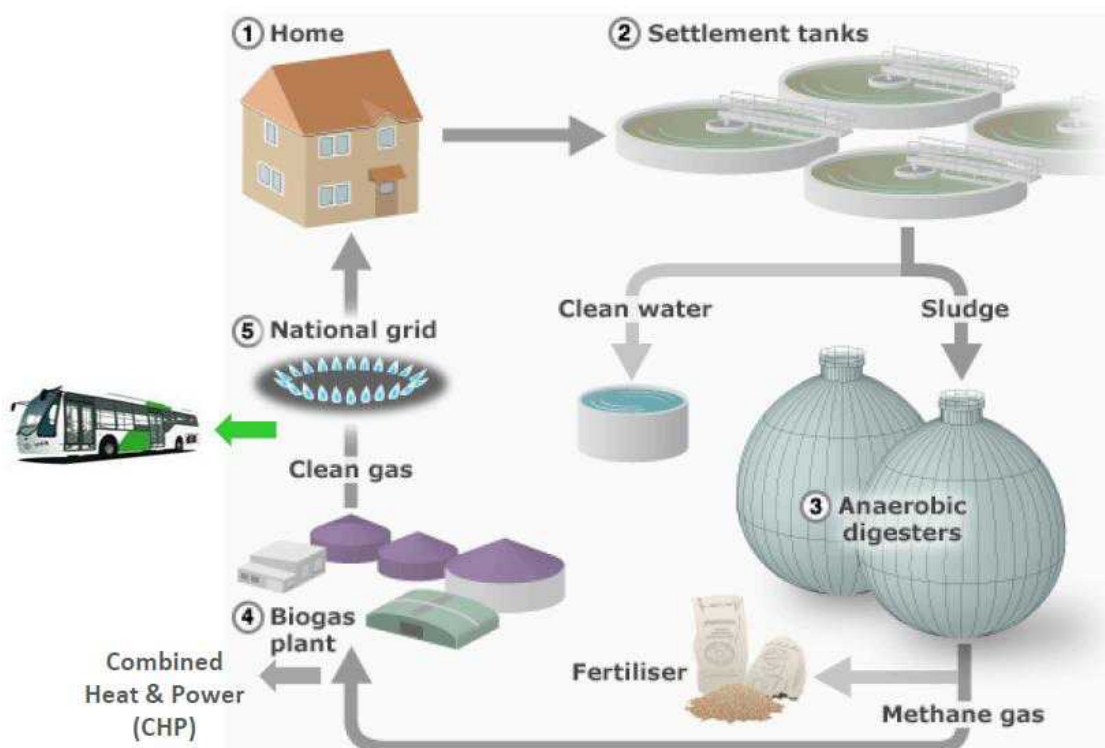 1 Home
2 Settlement tanks
Clean water
Sludge
5 National grid
Clean gas
3 Anaerobic
digesters
4 Biogas
plant
Combined
Heat & Power
(CHP)
Fertiliser
Methane gas